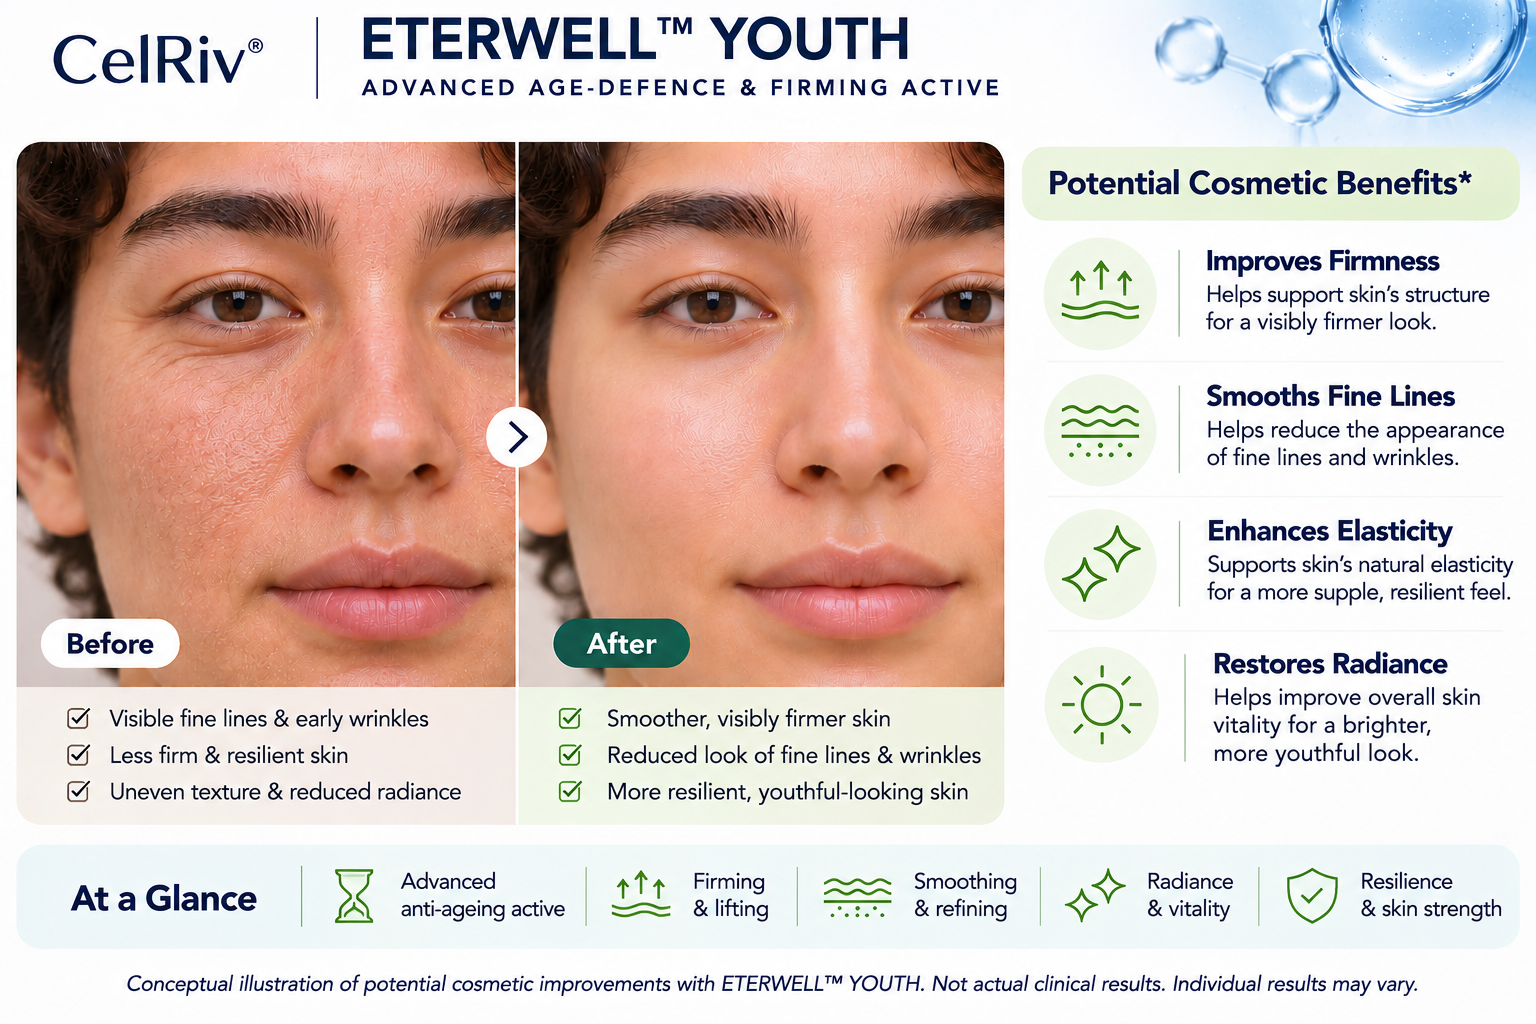 CelRiv®
ETERWELL™ YOUTH
ADVANCED AGE-DEFENCE & FIRMING ACTIVE
Before
Visible fine lines & early wrinkles
Less firm & resilient skin
Uneven texture & reduced radiance
After
Smoother, visibly firmer skin
Reduced look of fine lines & wrinkles
More resilient, youthful-looking skin
Potential Cosmetic Benefits*
Improves Firmness
Helps support skin's structure
for a visibly firmer look.
Smooths Fine Lines
Helps reduce the appearance
of fine lines and wrinkles.
Enhances Elasticity
Supports skin's natural elasticity
for a more supple, resilient feel.
Restores Radiance
Helps improve overall skin
vitality for a brighter,
more youthful look.
At a Glance
Advanced
anti-ageing active
Firming
& lifting
Smoothing
& refining
Radiance
& vitality
Resilience
& skin strength
Conceptual illustration of potential cosmetic improvements with ETERWELL™ YOUTH. Not actual clinical results. Individual results may vary.